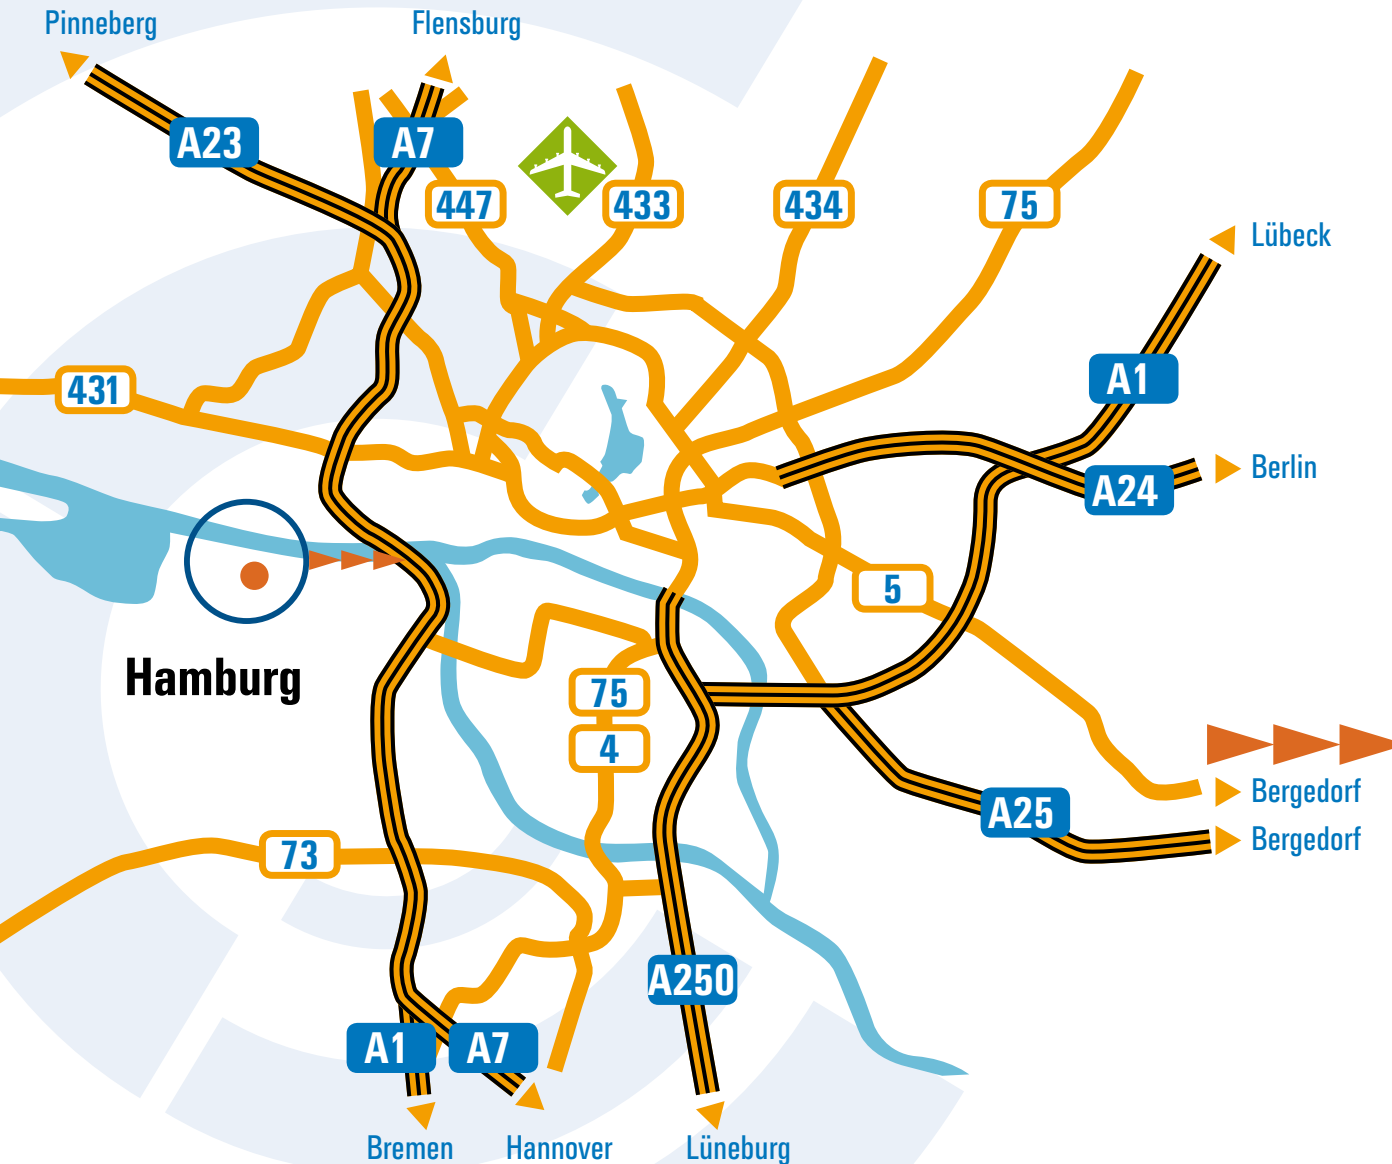 Pinneberg
Flensburg
A23
A7
447
433
434
75
Lübeck
431
A1
A24
Berlin
5
Hamburg
75
4
Bergedorf
A25
Bergedorf
73
A250
A1
A7
Bremen
Hannover
Lüneburg